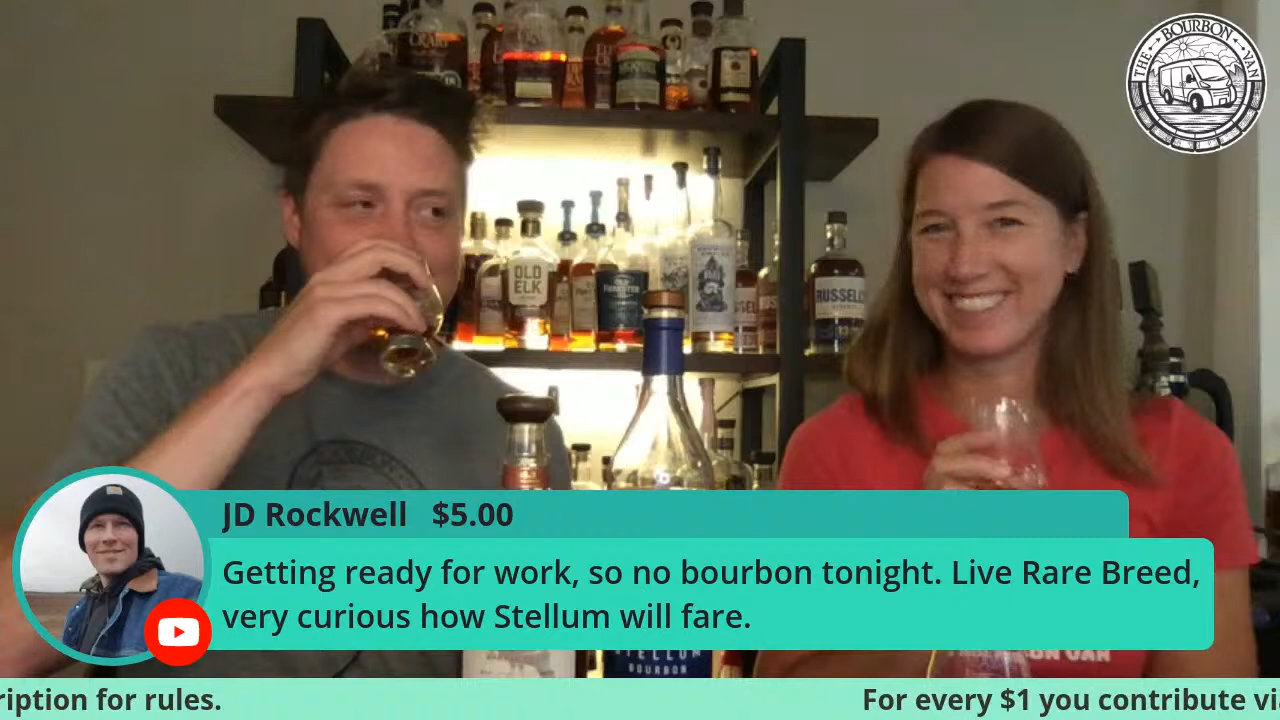 THE BOURBON VAN
OLD
ELK
RUSSELL
JD Rockwell $5.00
Getting ready for work, so no bourbon tonight. Live Rare Breed,
very curious how Stellum will fare.
STELLUM
BOURBON
ription for rules.
For every $1 you contribute vi